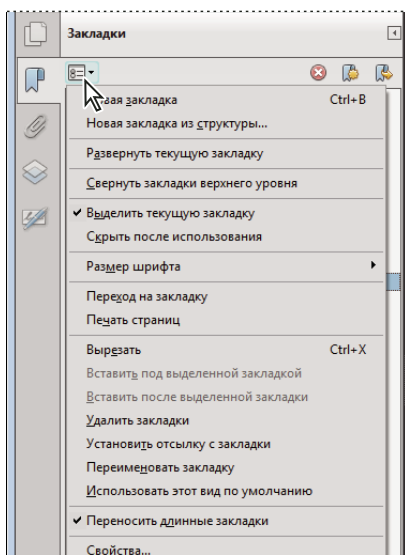 Закладки
вая закладка Ctrl+B
Новая закладка из структуры...
Развернуть текущую закладку
Свернуть закладки верхнего уровня
Выделить текущую закладку
Скрыть после использования
Размер шрифта
Переход на закладку
Печать страниц
Вырезать Ctrl+X
Вставить под выделенной закладкой
Вставить после выделенной закладки
Удалить закладки
Установить отсылку с закладки
Переименовать закладку
Использовать этот вид по умолчанию
Переносить длинные закладки
Свойства...